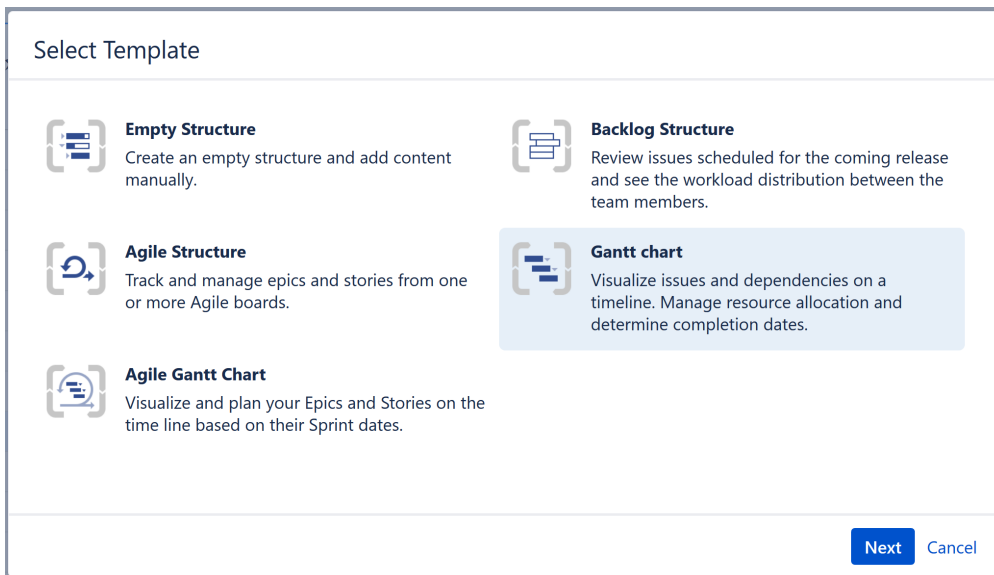 Select Template
Empty Structure
Create an empty structure and add content
manually.
Backlog Structure
Review issues scheduled for the coming release
and see the workload distribution between the
team members.
Agile Structure
Track and manage epics and stories from one
or more Agile boards.
Gantt chart
Visualize issues and dependencies on a
timeline. Manage resource allocation and
determine completion dates.
Agile Gantt Chart
Visualize and plan your Epics and Stories on the
time line based on their Sprint dates.
Next
Cancel